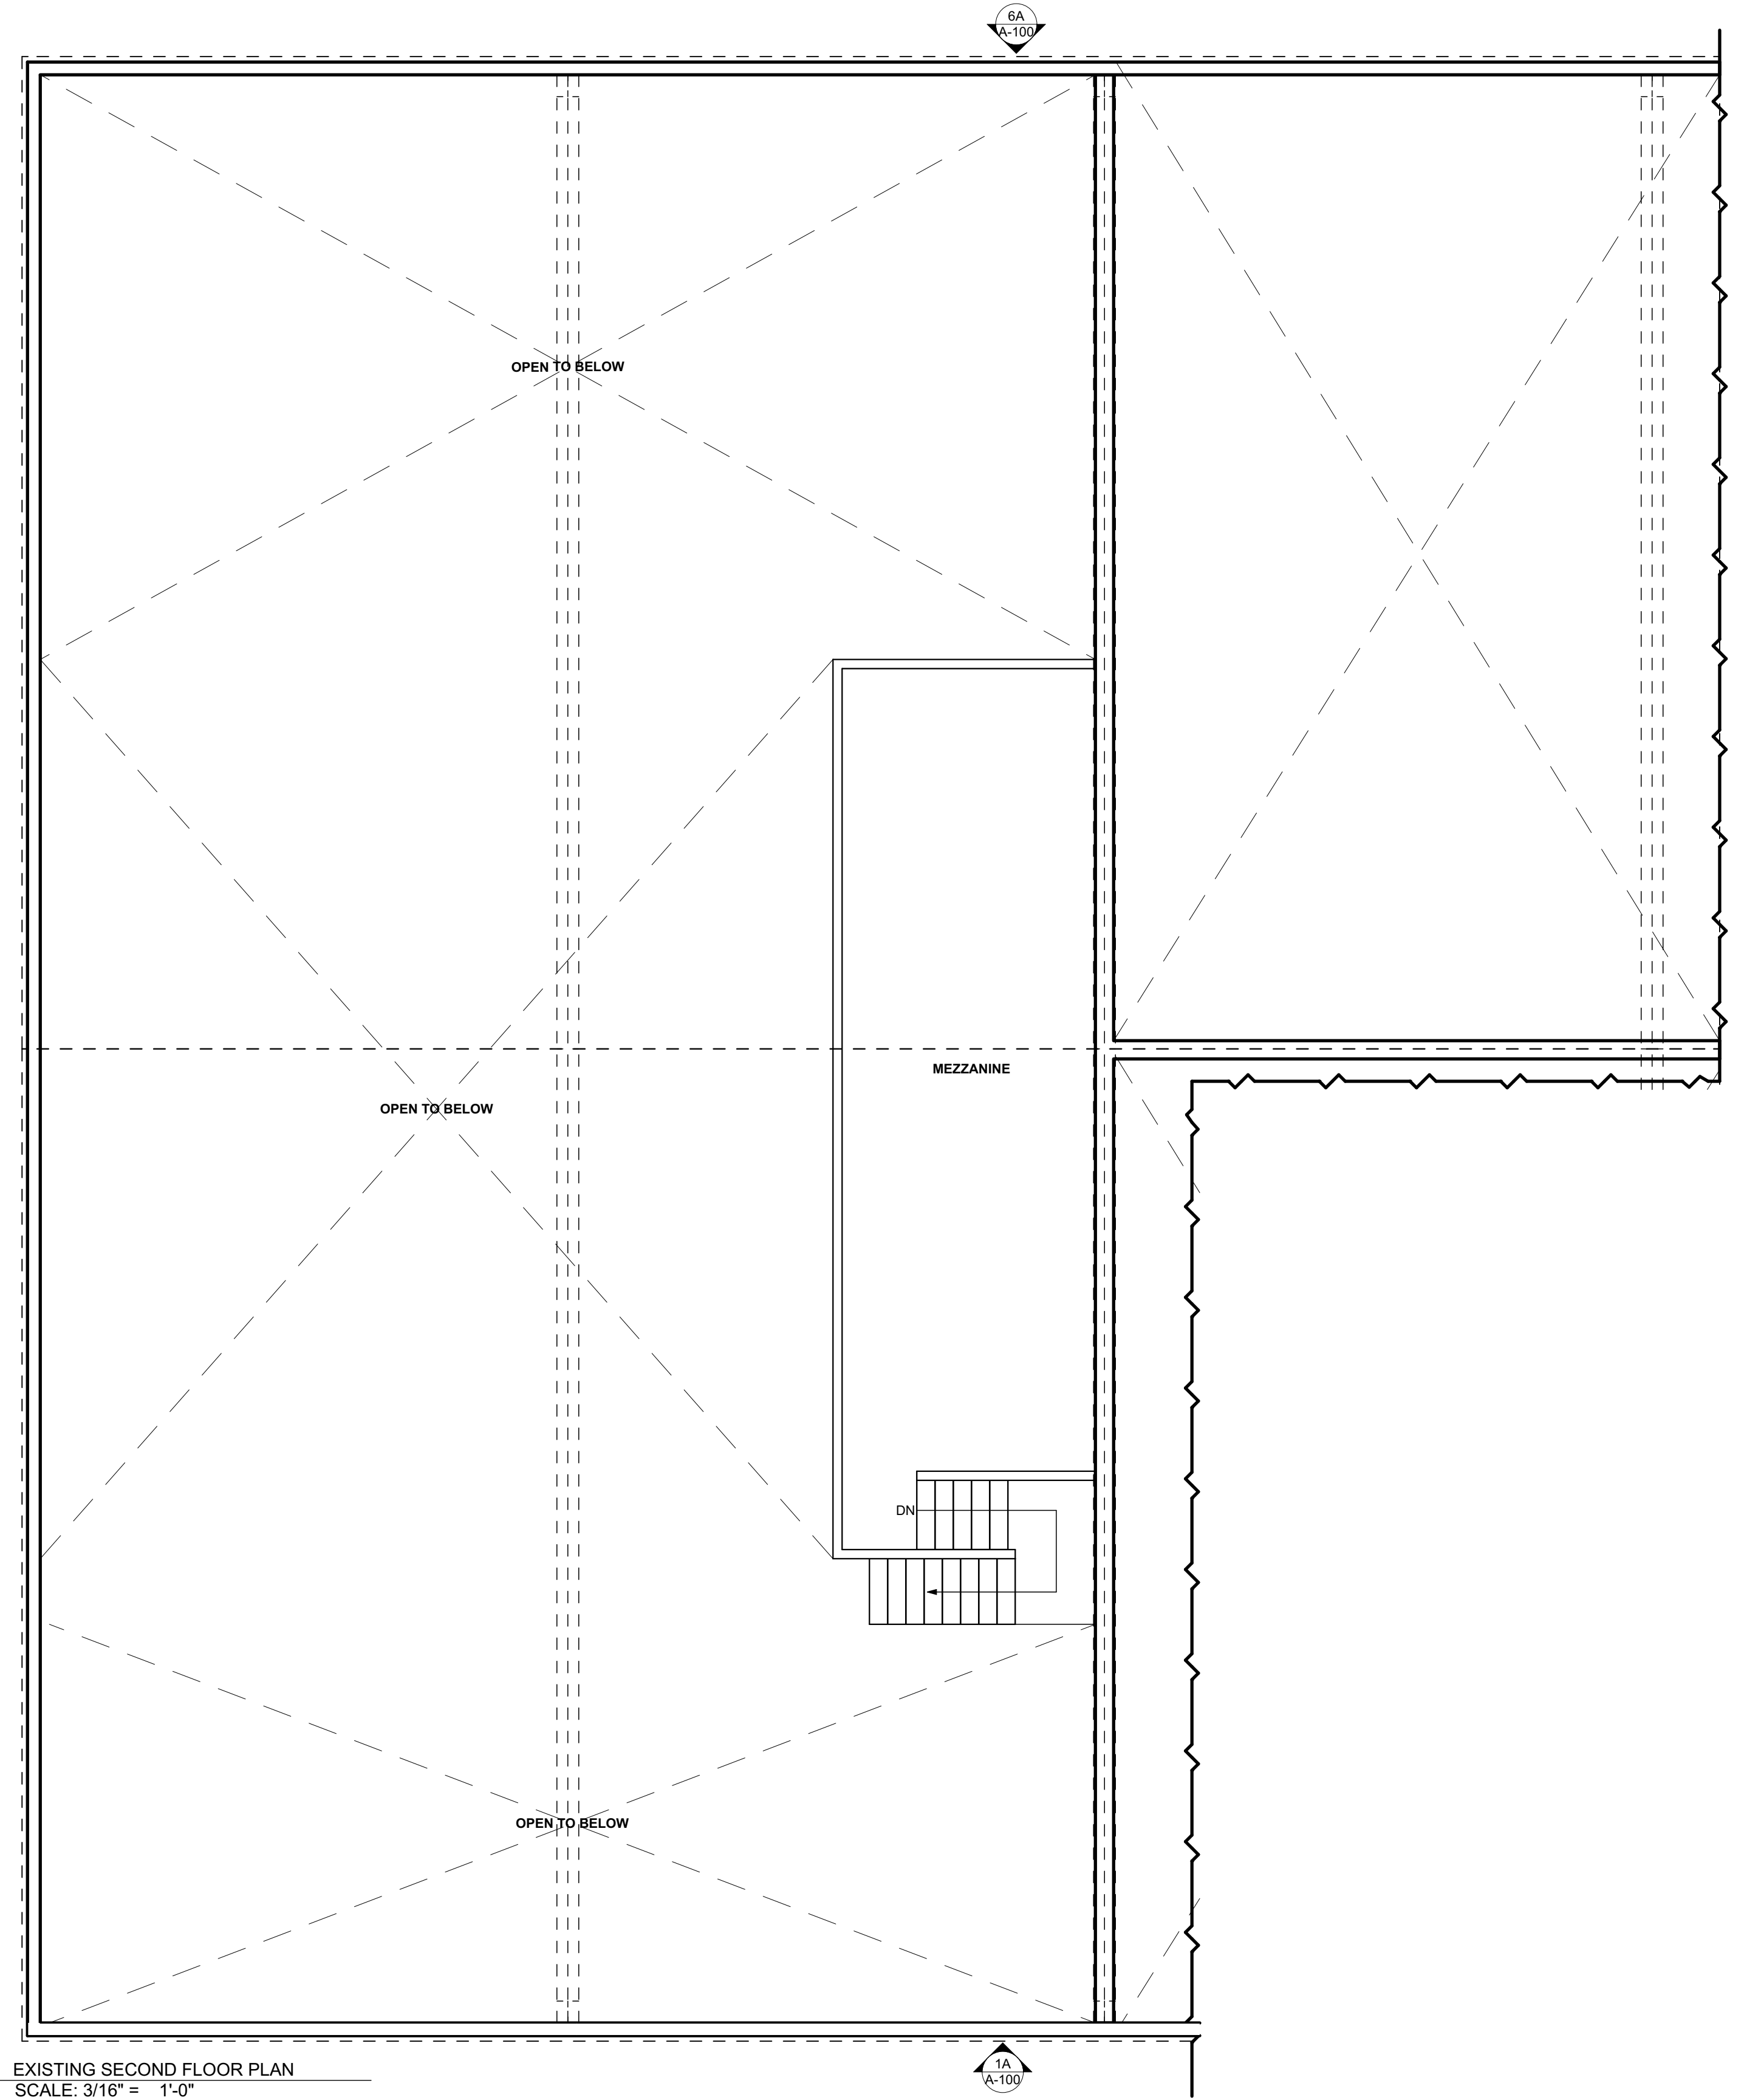 6A
A-100
OPEN TO BELOW
MEZZANINE
OPEN TO BELOW
DN
OPEN TO BELOW
1A
A-100
EXISTING SECOND FLOOR PLAN
SCALE: 3/16" = 1'-0"